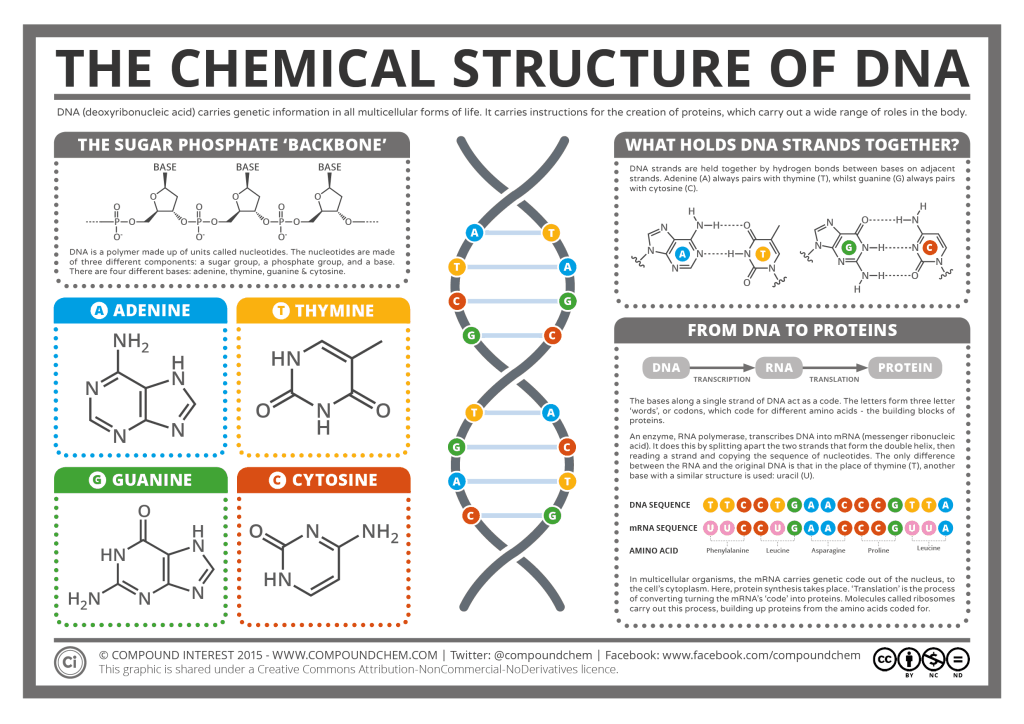 THE CHEMICAL STRUCTURE OF DNA
DNA (deoxyribonucleic acid) carries genetic information in all multicellular forms of life. It carries instructions for the creation of proteins, which carry out a wide range of roles in the body.
THE SUGAR PHOSPHATE ‘BACKBONE’
BASE BASE BASE
O O O
O O O
P O P O P O O
O⁻ O⁻ O⁻
DNA is a polymer made up of units called nucleotides. The nucleotides are made
of three different components: a sugar group, a phosphate group, and a base.
There are four different bases: adenine, thymine, guanine & cytosine.
A ADENINE
NH₂
H
N
N
N
N
T THYMINE
HN
O
N
H
O
G GUANINE
O
H
N
HN
H₂N
N
N
C CYTOSINE
O
N
NH₂
HN
A T
T A
C G
G C
T A
G C
A T
C G
WHAT HOLDS DNA STRANDS TOGETHER?
DNA strands are held together by hydrogen bonds between bases on adjacent
strands. Adenine (A) always pairs with thymine (T), whilst guanine (G) always pairs
with cytosine (C).
H
N
N H O
N A N H N T
N N
O
H
N O H N
N G N H N C
N N
N H O
H
FROM DNA TO PROTEINS
DNA RNA PROTEIN
TRANSCRIPTION TRANSLATION
The bases along a single strand of DNA act as a code. The letters form three letter
‘words’, or codons, which code for different amino acids - the building blocks of
proteins.
An enzyme, RNA polymerase, transcribes DNA into mRNA (messenger ribonucleic
acid). It does this by splitting apart the two strands that form the double helix, then
reading a strand and copying the sequence of nucleotides. The only difference
between the RNA and the original DNA is that in the place of thymine (T), another
base with a similar structure is used: uracil (U).
DNA SEQUENCE T T C C T G A A C C C G T T A
mRNA SEQUENCE U U C C U G A A C C C G U U A
AMINO ACID Phenylalanine Leucine Asparagine Proline Leucine
In multicellular organisms, the mRNA carries genetic code out of the nucleus, to
the cell’s cytoplasm. Here, protein synthesis takes place. ‘Translation’ is the process
of converting turning the mRNA’s ‘code’ into proteins. Molecules called ribosomes
carry out this process, building up proteins from the amino acids coded for.
Ci
© COMPOUND INTEREST 2015 - WWW.COMPOUNDCHEM.COM | Twitter: @compoundchem | Facebook: www.facebook.com/compoundchem
This graphic is shared under a Creative Commons Attribution-NonCommercial-NoDerivatives licence.
cc BY NC ND